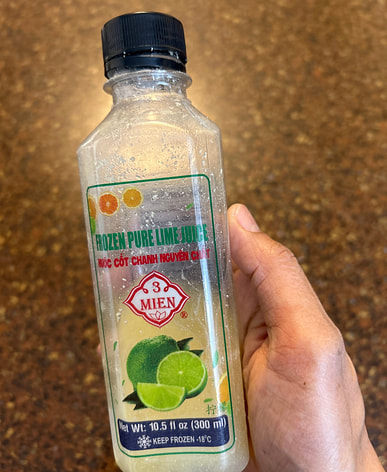 FROZEN PURE LIME JUICE
NƯỚC CỐT CHANH NGUYÊN CHẤT
3
MIEN
®
Net Wt: 10.5 fl oz (300 ml)
KEEP FROZEN -18°C